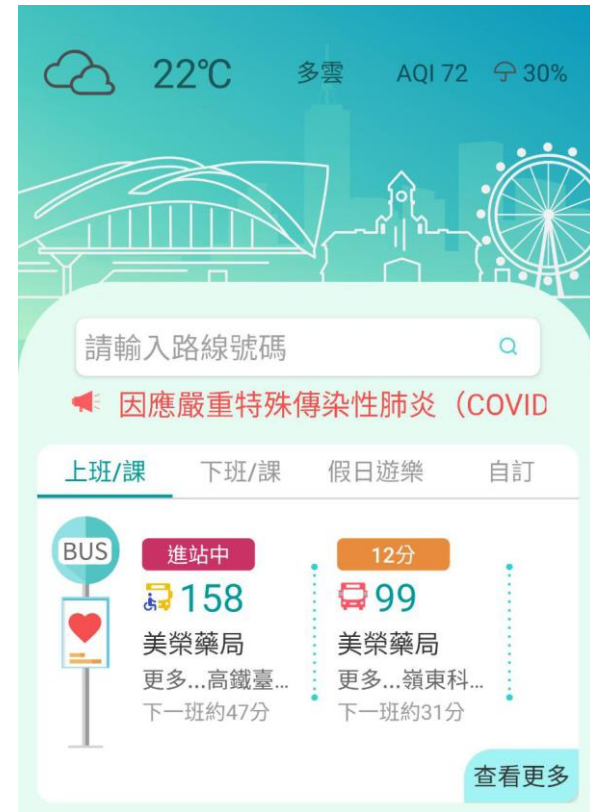 22℃ 多雲 AQI 72 30%
請輸入路線號碼
因應嚴重特殊傳染性肺炎（COVID
上班/課 下班/課 假日遊樂 自訂
BUS
進站中
158
美榮藥局
更多...高鐵臺...
下一班約47分
12分
99
美榮藥局
更多...嶺東科...
下一班約31分
查看更多